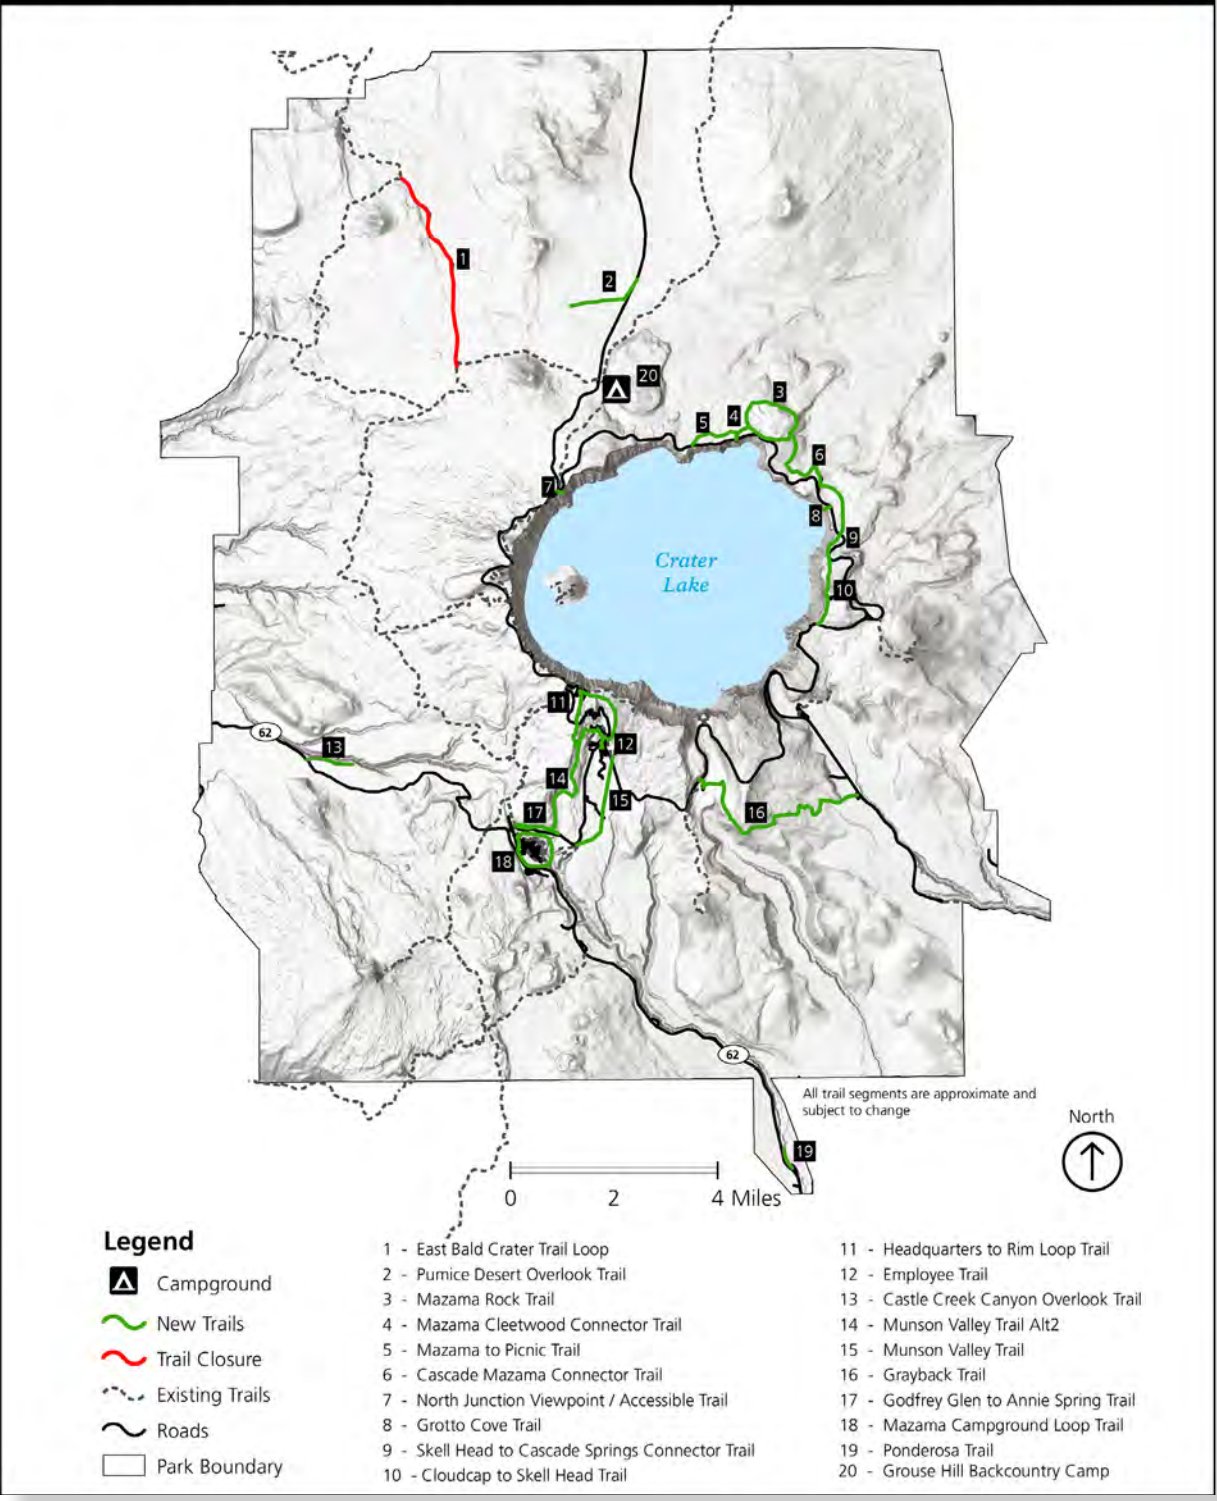 1
2
20
3
5
4
6
7
8
9
Crater
Lake
10
11
62
13
12
14
15
17
16
18
62
All trail segments are approximate and
subject to change
North
19
0 2 4 Miles
Legend
Campground
New Trails
Trail Closure
Existing Trails
Roads
Park Boundary
1 - East Bald Crater Trail Loop
2 - Pumice Desert Overlook Trail
3 - Mazama Rock Trail
4 - Mazama Cleetwood Connector Trail
5 - Mazama to Picnic Trail
6 - Cascade Mazama Connector Trail
7 - North Junction Viewpoint / Accessible Trail
8 - Grotto Cove Trail
9 - Skell Head to Cascade Springs Connector Trail
10 - Cloudcap to Skell Head Trail
11 - Headquarters to Rim Loop Trail
12 - Employee Trail
13 - Castle Creek Canyon Overlook Trail
14 - Munson Valley Trail Alt2
15 - Munson Valley Trail
16 - Grayback Trail
17 - Godfrey Glen to Annie Spring Trail
18 - Mazama Campground Loop Trail
19 - Ponderosa Trail
20 - Grouse Hill Backcountry Camp